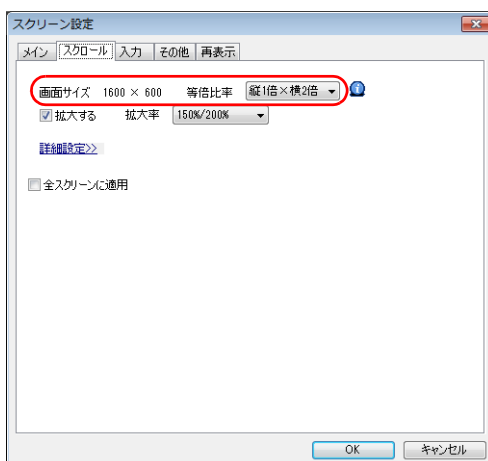 スクリーン設定
メイン スクロール 入力 その他 再表示
画面サイズ 1600 × 600 等倍比率 縦1倍×横2倍
拡大する 拡大率 150%/200%
詳細設定>>
全スクリーンに適用
OK キャンセル